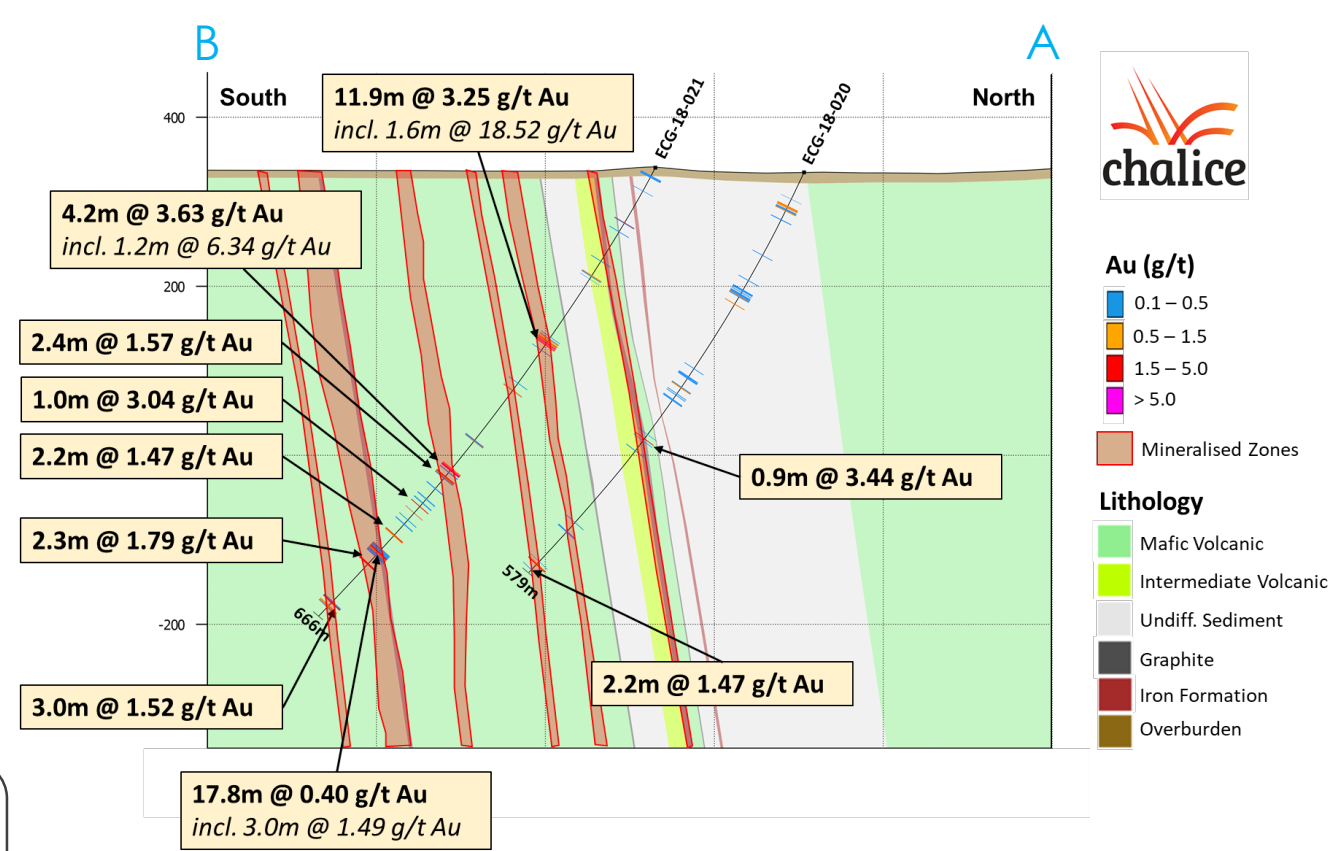 B
A
South
North
11.9m @ 3.25 g/t Au
incl. 1.6m @ 18.52 g/t Au
ECG-18-021
ECG-18-020
400
200
-200
4.2m @ 3.63 g/t Au
incl. 1.2m @ 6.34 g/t Au
2.4m @ 1.57 g/t Au
1.0m @ 3.04 g/t Au
2.2m @ 1.47 g/t Au
2.3m @ 1.79 g/t Au
3.0m @ 1.52 g/t Au
17.8m @ 0.40 g/t Au
incl. 3.0m @ 1.49 g/t Au
0.9m @ 3.44 g/t Au
2.2m @ 1.47 g/t Au
666m
579m
chalice
Au (g/t)
0.1 – 0.5
0.5 – 1.5
1.5 – 5.0
> 5.0
Mineralised Zones
Lithology
Mafic Volcanic
Intermediate Volcanic
Undiff. Sediment
Graphite
Iron Formation
Overburden